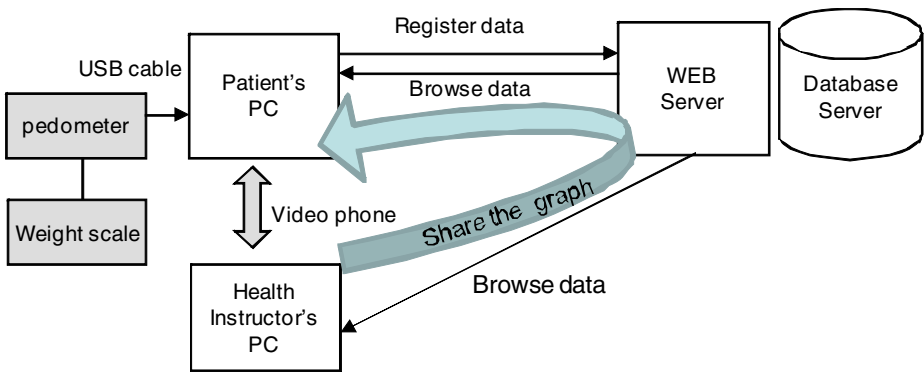 Register data
USB cable
Patient's
PC
Browse data
WEB
Server
Database
Server
pedometer
Weight scale
Video phone
Share the graph
Health
Instructor's
PC
Browse data